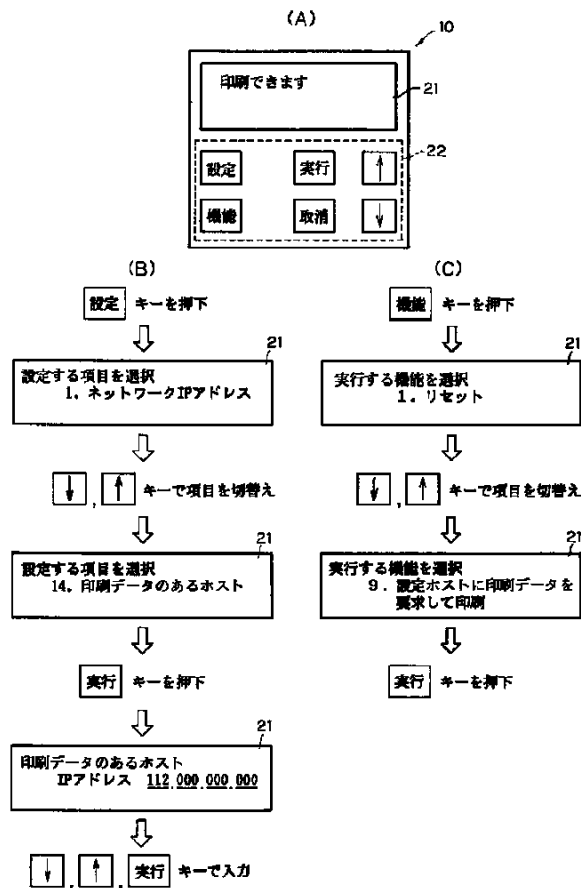 (A)
10
印刷できます
21
22
設定 実行 ↑
機能 取消 ↓
(B)
設定 キーを押下
21
設定する項目を選択
1. ネットワークIPアドレス
↓ , ↑ キーで項目を切替え
21
設定する項目を選択
14. 印刷データのあるホスト
実行 キーを押下
21
印刷データのあるホスト
IPアドレス 112.000.000.000
↓ , ↑ , 実行 キーで入力
(C)
機能 キーを押下
21
実行する機能を選択
1. リセット
↓ , ↑ キーで項目を切替え
21
実行する機能を選択
9. 設定ホストに印刷データを
要求して印刷
実行 キーを押下